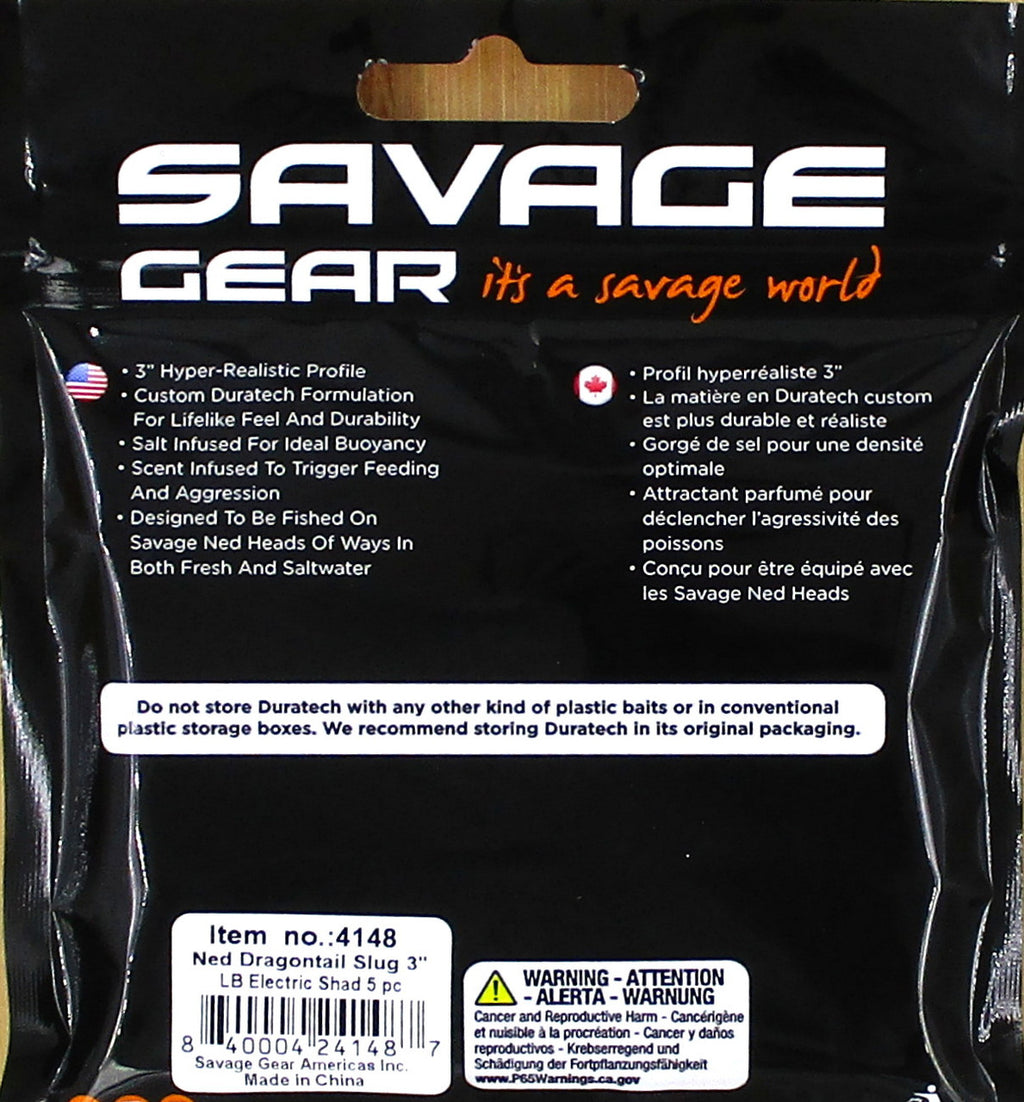 SAVAGE
GEAR it's a savage world
• 3" Hyper-Realistic Profile
• Custom Duratech Formulation
For Lifelike Feel And Durability
• Salt Infused For Ideal Buoyancy
• Scent Infused To Trigger Feeding
And Aggression
• Designed To Be Fished On
Savage Ned Heads Of Ways In
Both Fresh And Saltwater
• Profil hyperréaliste 3"
• La matière en Duratech custom
est plus durable et réaliste
• Gorgé de sel pour une densité
optimale
• Attractant parfumé pour
déclencher l'agressivité des
poissons
• Conçu pour être équipé avec
les Savage Ned Heads
Do not store Duratech with any other kind of plastic baits or in conventional
plastic storage boxes. We recommend storing Duratech in its original packaging.
Item no.:4148
Ned Dragontail Slug 3"
LB Electric Shad 5 pc
8 40004 24148 7
Savage Gear Americas Inc.
Made in China
WARNING - ATTENTION
- ALERTA - WARNUNG
Cancer and Reproductive Harm - Cancérigène
et nuisible à la procréation - Cancer y daños
reproductivos - Krebserregend und
Schädigung der Fortpflanzungsfähigkeit
www.P65Warnings.ca.gov